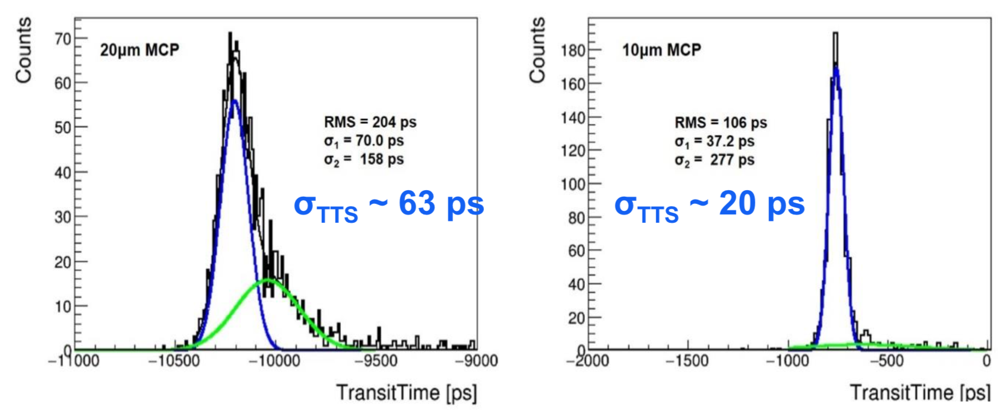 Counts
70
60
50
40
30
20
10
0
20μm MCP
RMS = 204 ps
σ1 = 70.0 ps
σ2 = 158 ps
σTTS ~ 63 ps
−11000 −10500 −10000 −9500 −9000
TransitTime [ps]
Counts
180
160
140
120
100
80
60
40
20
0
10μm MCP
RMS = 106 ps
σ1 = 37.2 ps
σ2 = 277 ps
σTTS ~ 20 ps
−2000 −1500 −1000 −500 0
TransitTime [ps]